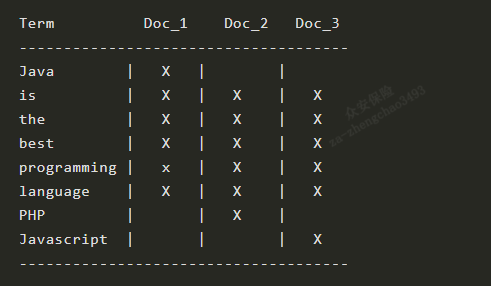 Term Doc_1 Doc_2 Doc_3
---------------------------------------
Java | X | |
is | X | X | X
the | X | X | X
best | X | X | X
programming | x | X | X
language | X | X | X
PHP | | X |
Javascript | | | X
---------------------------------------
众安保险
za-zhengchao3493